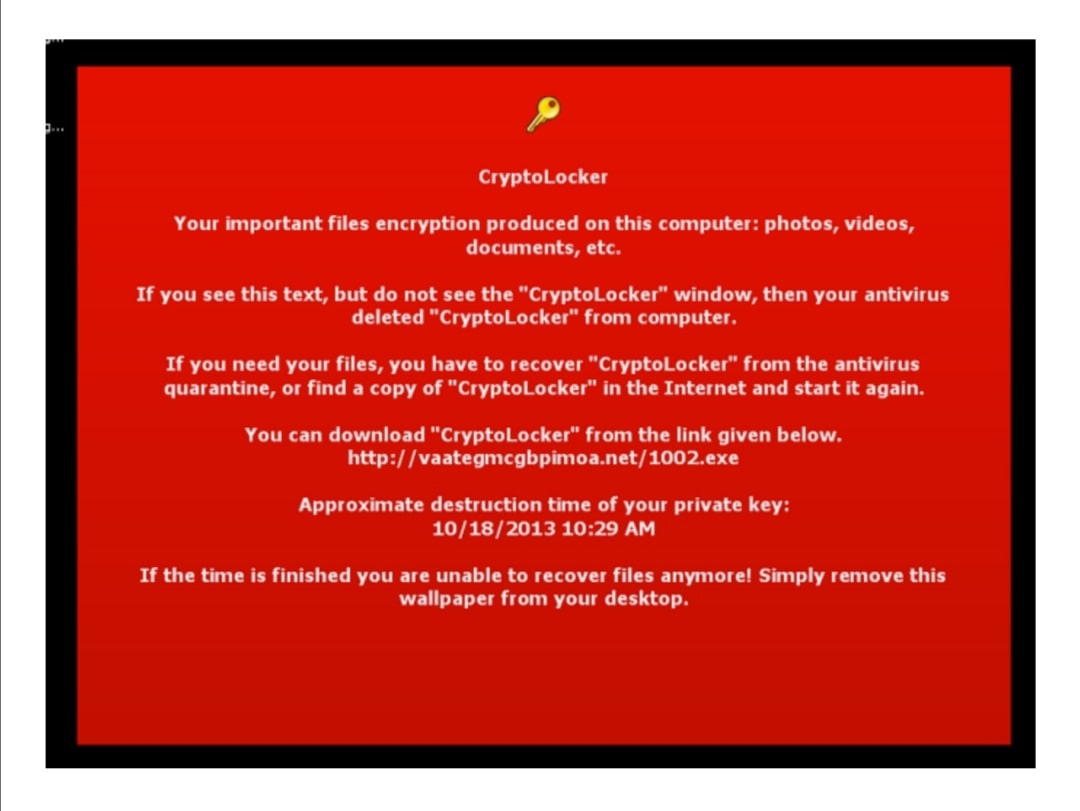 g...
g...
CryptoLocker
Your important files encryption produced on this computer: photos, videos,
documents, etc.
If you see this text, but do not see the "CryptoLocker" window, then your antivirus
deleted "CryptoLocker" from computer.
If you need your files, you have to recover "CryptoLocker" from the antivirus
quarantine, or find a copy of "CryptoLocker" in the Internet and start it again.
You can download "CryptoLocker" from the link given below.
http://vaategmcgbpimoa.net/1002.exe
Approximate destruction time of your private key:
10/18/2013 10:29 AM
If the time is finished you are unable to recover files anymore! Simply remove this
wallpaper from your desktop.